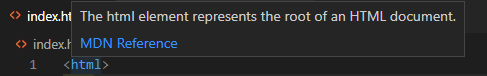 index.ht
The html element represents the root of an HTML document.
index.h
MDN Reference
1 <html>